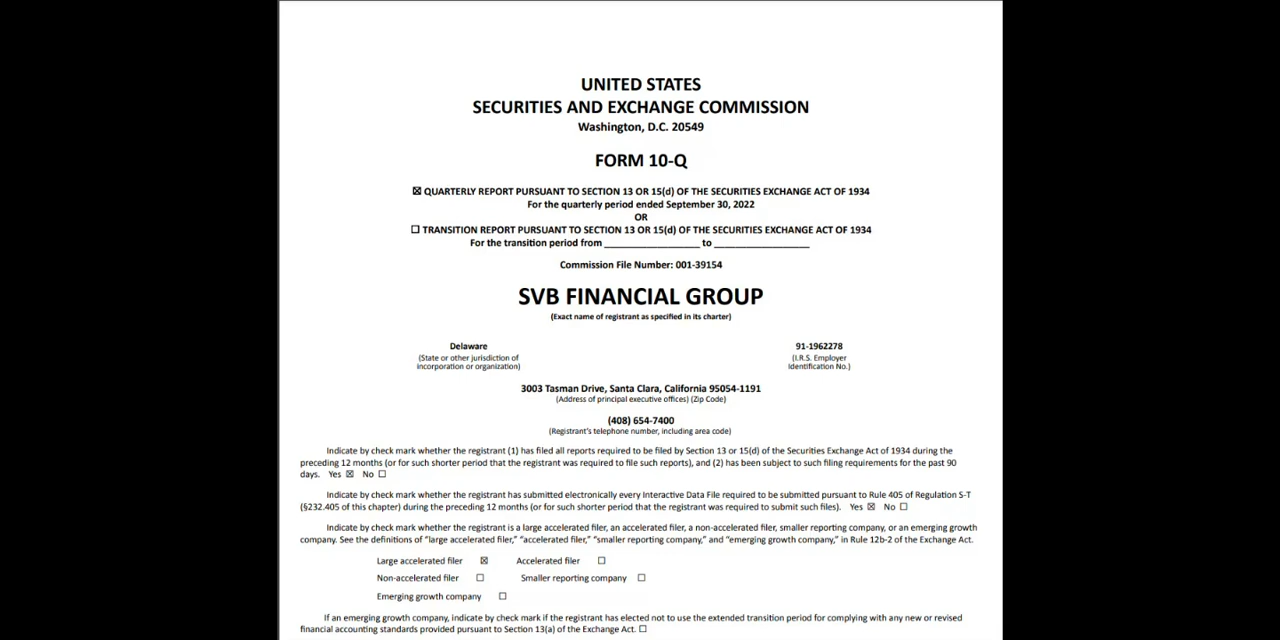 UNITED STATES
SECURITIES AND EXCHANGE COMMISSION
Washington, D.C. 20549
FORM 10-Q
☒ QUARTERLY REPORT PURSUANT TO SECTION 13 OR 15(d) OF THE SECURITIES EXCHANGE ACT OF 1934
For the quarterly period ended September 30, 2022
OR
☐ TRANSITION REPORT PURSUANT TO SECTION 13 OR 15(d) OF THE SECURITIES EXCHANGE ACT OF 1934
For the transition period from ____________________ to ____________________
Commission File Number: 001-39154
SVB FINANCIAL GROUP
(Exact name of registrant as specified in its charter)
Delaware 91-1962278
(State or other jurisdiction of (I.R.S. Employer
incorporation or organization) Identification No.)
3003 Tasman Drive, Santa Clara, California 95054-1191
(Address of principal executive offices) (Zip Code)
(408) 654-7400
(Registrant's telephone number, including area code)
Indicate by check mark whether the registrant (1) has filed all reports required to be filed by Section 13 or 15(d) of the Securities Exchange Act of 1934 during the
preceding 12 months (or for such shorter period that the registrant was required to file such reports), and (2) has been subject to such filing requirements for the past 90
days. Yes ☒ No ☐
Indicate by check mark whether the registrant has submitted electronically every Interactive Data File required to be submitted pursuant to Rule 405 of Regulation S-T
(§232.405 of this chapter) during the preceding 12 months (or for such shorter period that the registrant was required to submit such files). Yes ☒ No ☐
Indicate by check mark whether the registrant is a large accelerated filer, an accelerated filer, a non-accelerated filer, smaller reporting company, or an emerging growth
company. See the definitions of "large accelerated filer," "accelerated filer," "smaller reporting company," and "emerging growth company," in Rule 12b-2 of the Exchange Act.
Large accelerated filer ☒ Accelerated filer ☐
Non-accelerated filer ☐ Smaller reporting company ☐
Emerging growth company ☐
If an emerging growth company, indicate by check mark if the registrant has elected not to use the extended transition period for complying with any new or revised
financial accounting standards provided pursuant to Section 13(a) of the Exchange Act. ☐